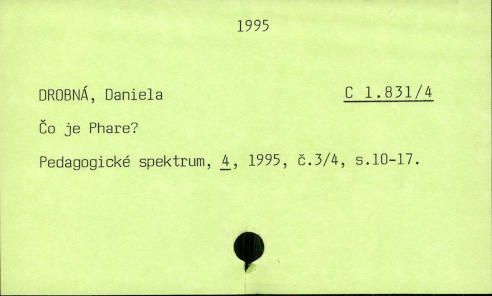 1995
DROBNÁ, Daniela C 1.831/4
Čo je Phare?
Pedagogické spektrum, 4, 1995, č.3/4, s.10-17.